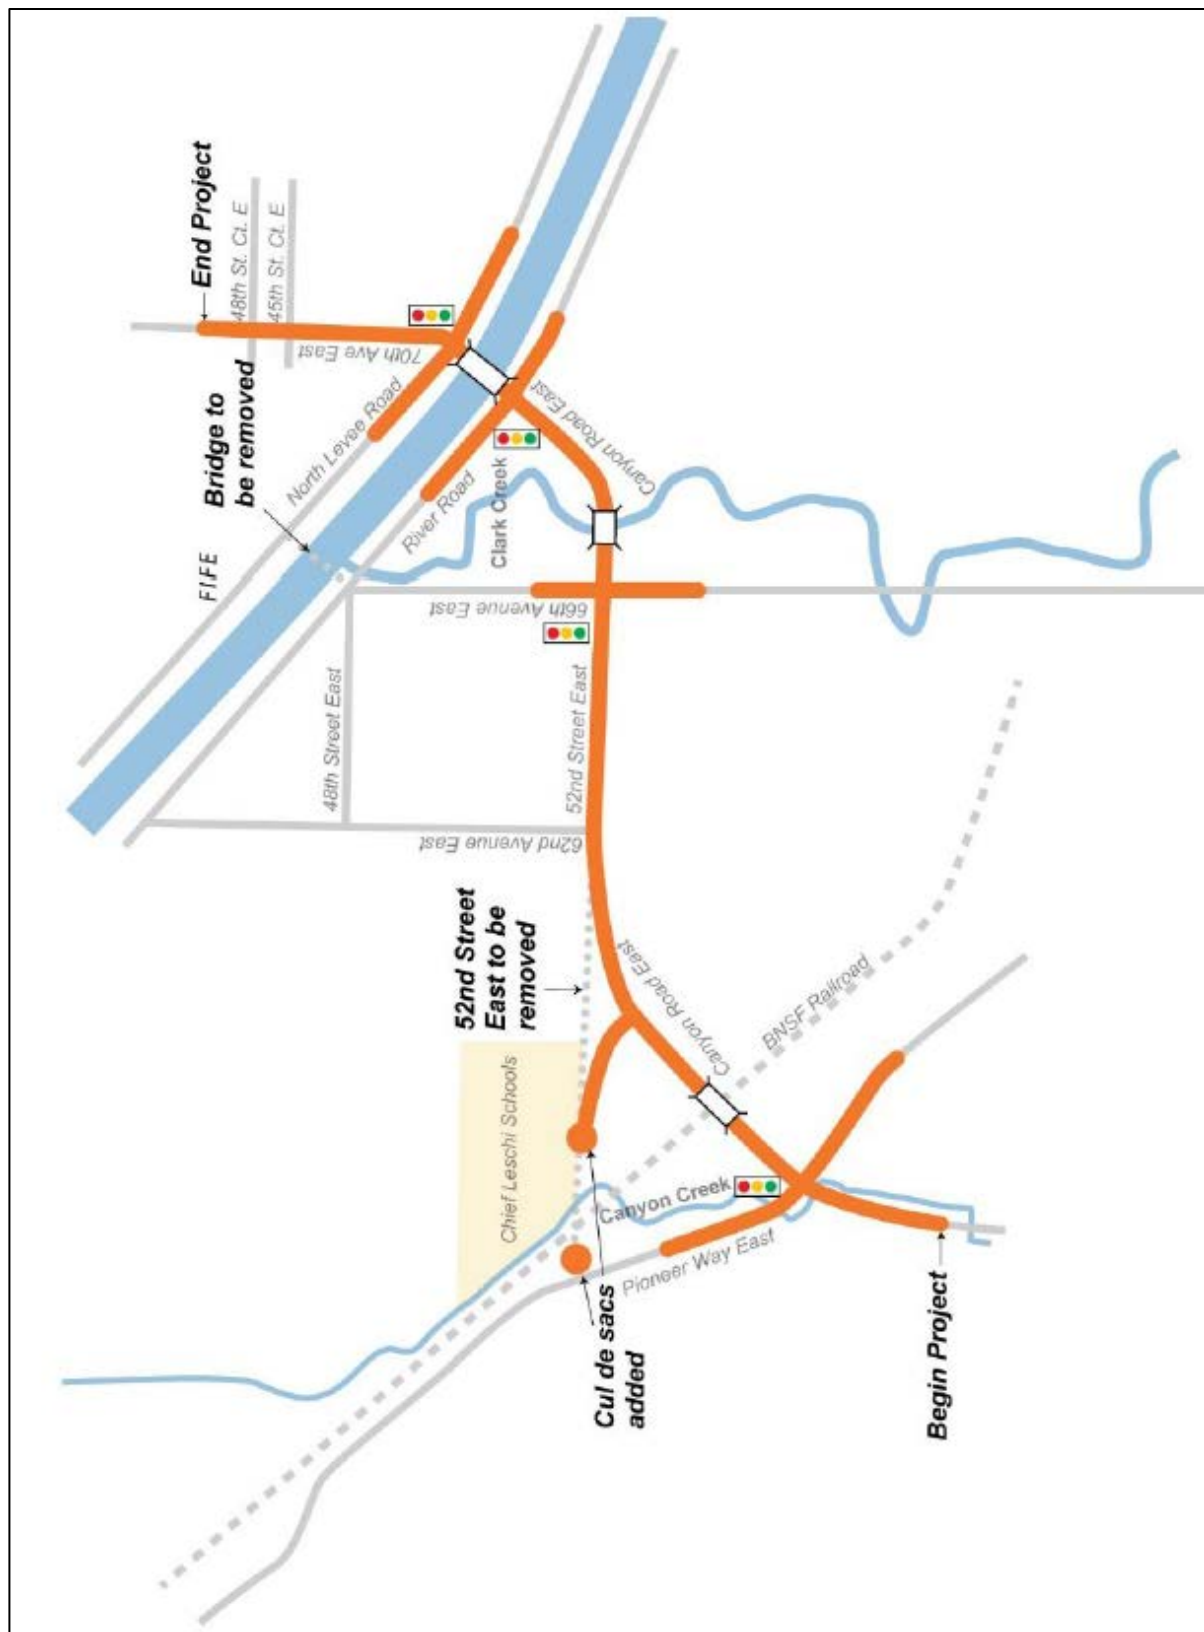 End Project
48th St. Ct. E
45th St. Ct. E
70th Ave East
Bridge to
be removed
North Levee Road
FIFE
River Road
Clark Creek
Canyon Road East
66th Avenue East
48th Street East
52nd Street East
62nd Avenue East
52nd Street
East to be
removed
Canyon Road East
BNSF Railroad
Chief Leschi Schools
Canyon Creek
Pioneer Way East
Cul de sacs
added
Begin Project